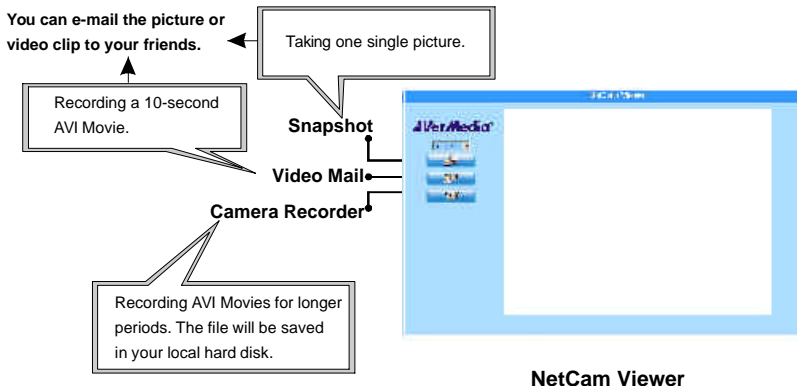 You can e-mail the picture or
video clip to your friends.
Taking one single picture.
Recording a 10-second
AVI Movie.
Snapshot
Video Mail
Camera Recorder
Recording AVI Movies for longer
periods. The file will be saved
in your local hard disk.
NetCam Viewer
AVerMedia®
NetCam Viewer